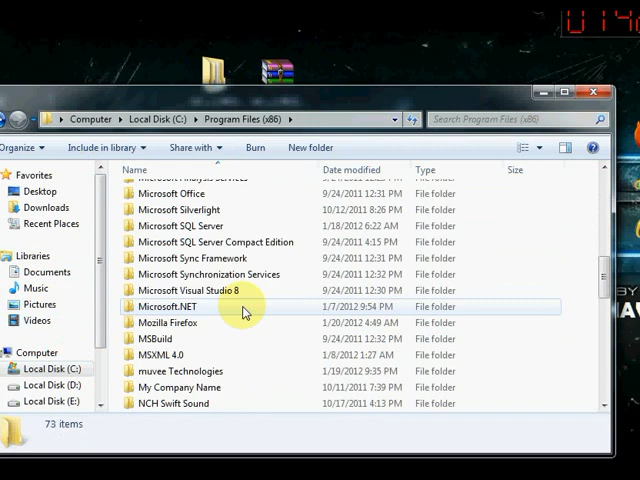 Computer ▸ Local Disk (C:) ▸ Program Files (x86) ▸
Search Program Files (x86)
Organize Include in library Share with Burn New folder
Name Date modified Type Size
Microsoft Office 9/24/2011 12:31 PM File folder
Microsoft Silverlight 10/12/2011 8:26 PM File folder
Microsoft SQL Server 1/18/2012 6:22 AM File folder
Microsoft SQL Server Compact Edition 9/24/2011 4:15 PM File folder
Microsoft Sync Framework 9/24/2011 12:31 PM File folder
Microsoft Synchronization Services 9/24/2011 12:31 PM File folder
Microsoft Visual Studio 8 9/24/2011 12:30 PM File folder
Microsoft.NET 1/7/2012 9:54 PM File folder
Mozilla Firefox 1/20/2012 4:49 AM File folder
MSBuild 9/24/2011 12:32 PM File folder
MSXML 4.0 1/8/2012 1:27 AM File folder
muvee Technologies 1/19/2012 9:35 PM File folder
My Company Name 10/11/2011 7:39 PM File folder
NCH Swift Sound 10/17/2011 4:13 PM File folder
Favorites
Desktop
Downloads
Recent Places
Libraries
Documents
Music
Pictures
Videos
Computer
Local Disk (C:)
Local Disk (D:)
Local Disk (E:)
73 items
BY